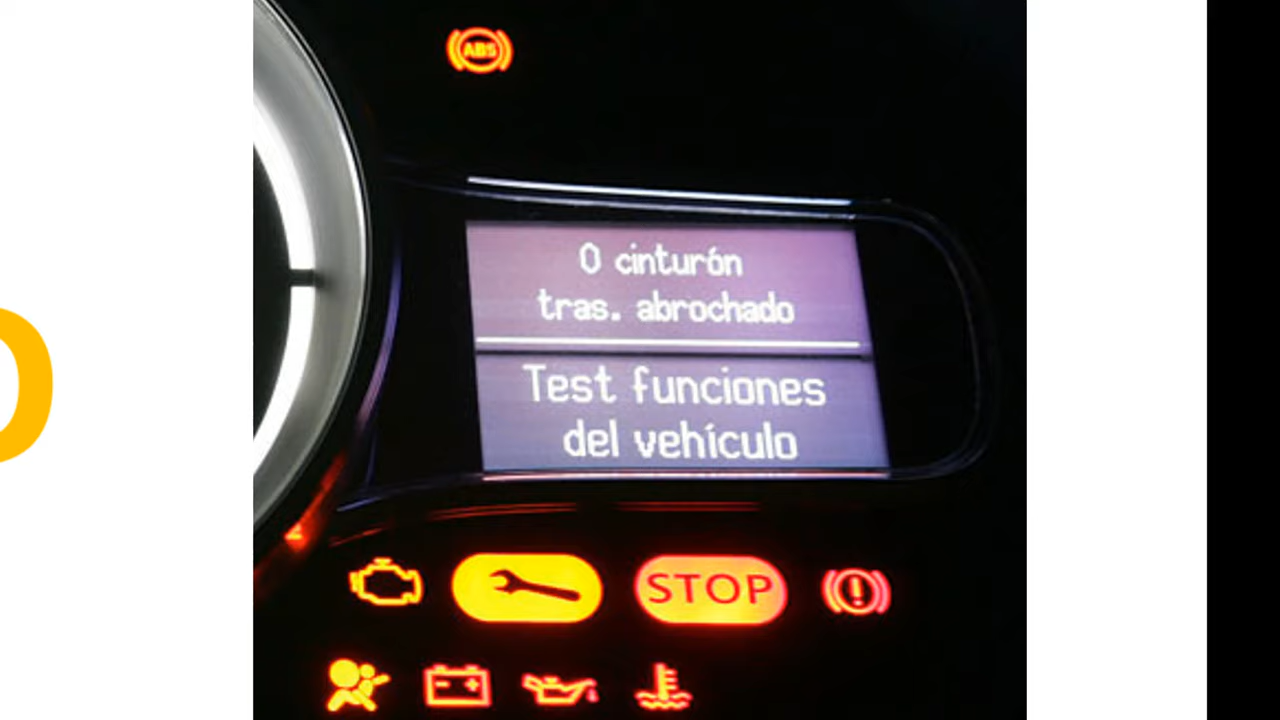 ABS
0 cinturón
tras. abrochado
Test funciones
del vehículo
STOP